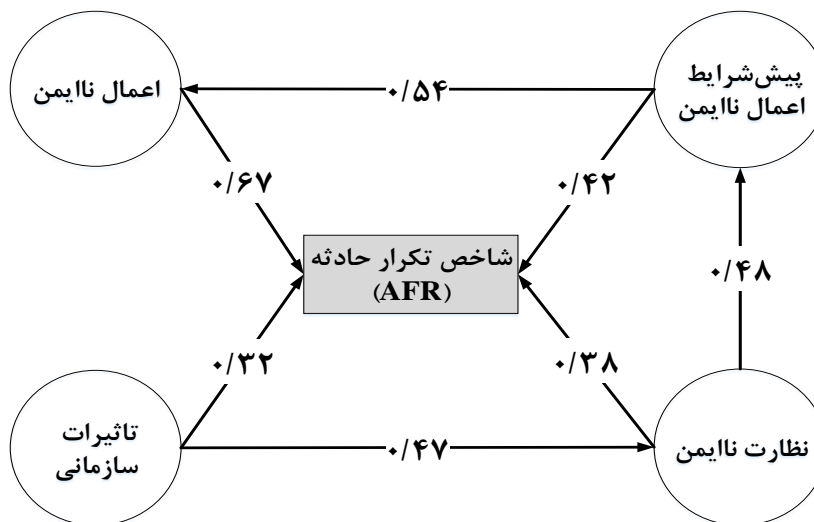 پیش‌شرایط
اعمال ناایمن
۰/۵۴
اعمال ناایمن
۰/۴۲
۰/۶۷
شاخص تکرار حادثه
(AFR)
۰/۴۸
۰/۳۸
۰/۳۲
نظارت ناایمن
۰/۴۷
تاثیرات
سازمانی